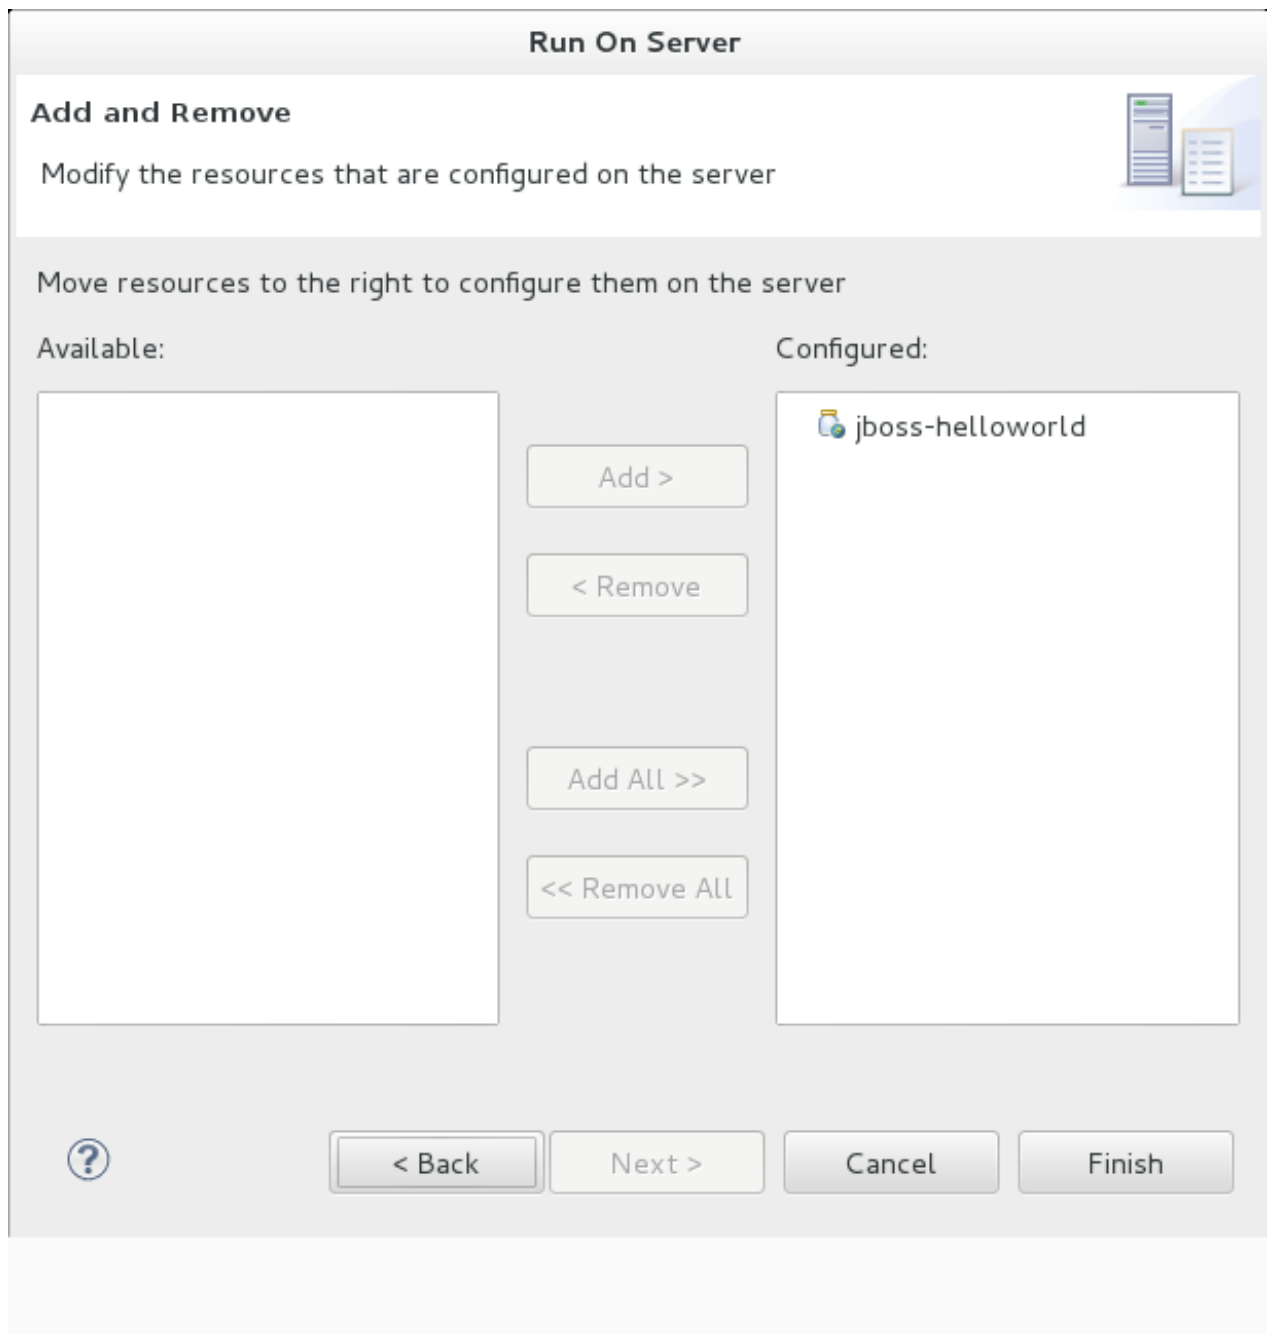 Run On Server
Add and Remove
Modify the resources that are configured on the server
Move resources to the right to configure them on the server
Available:
Configured:
jboss-helloworld
Add >
< Remove
Add All >>
<< Remove All
?
< Back
Next >
Cancel
Finish